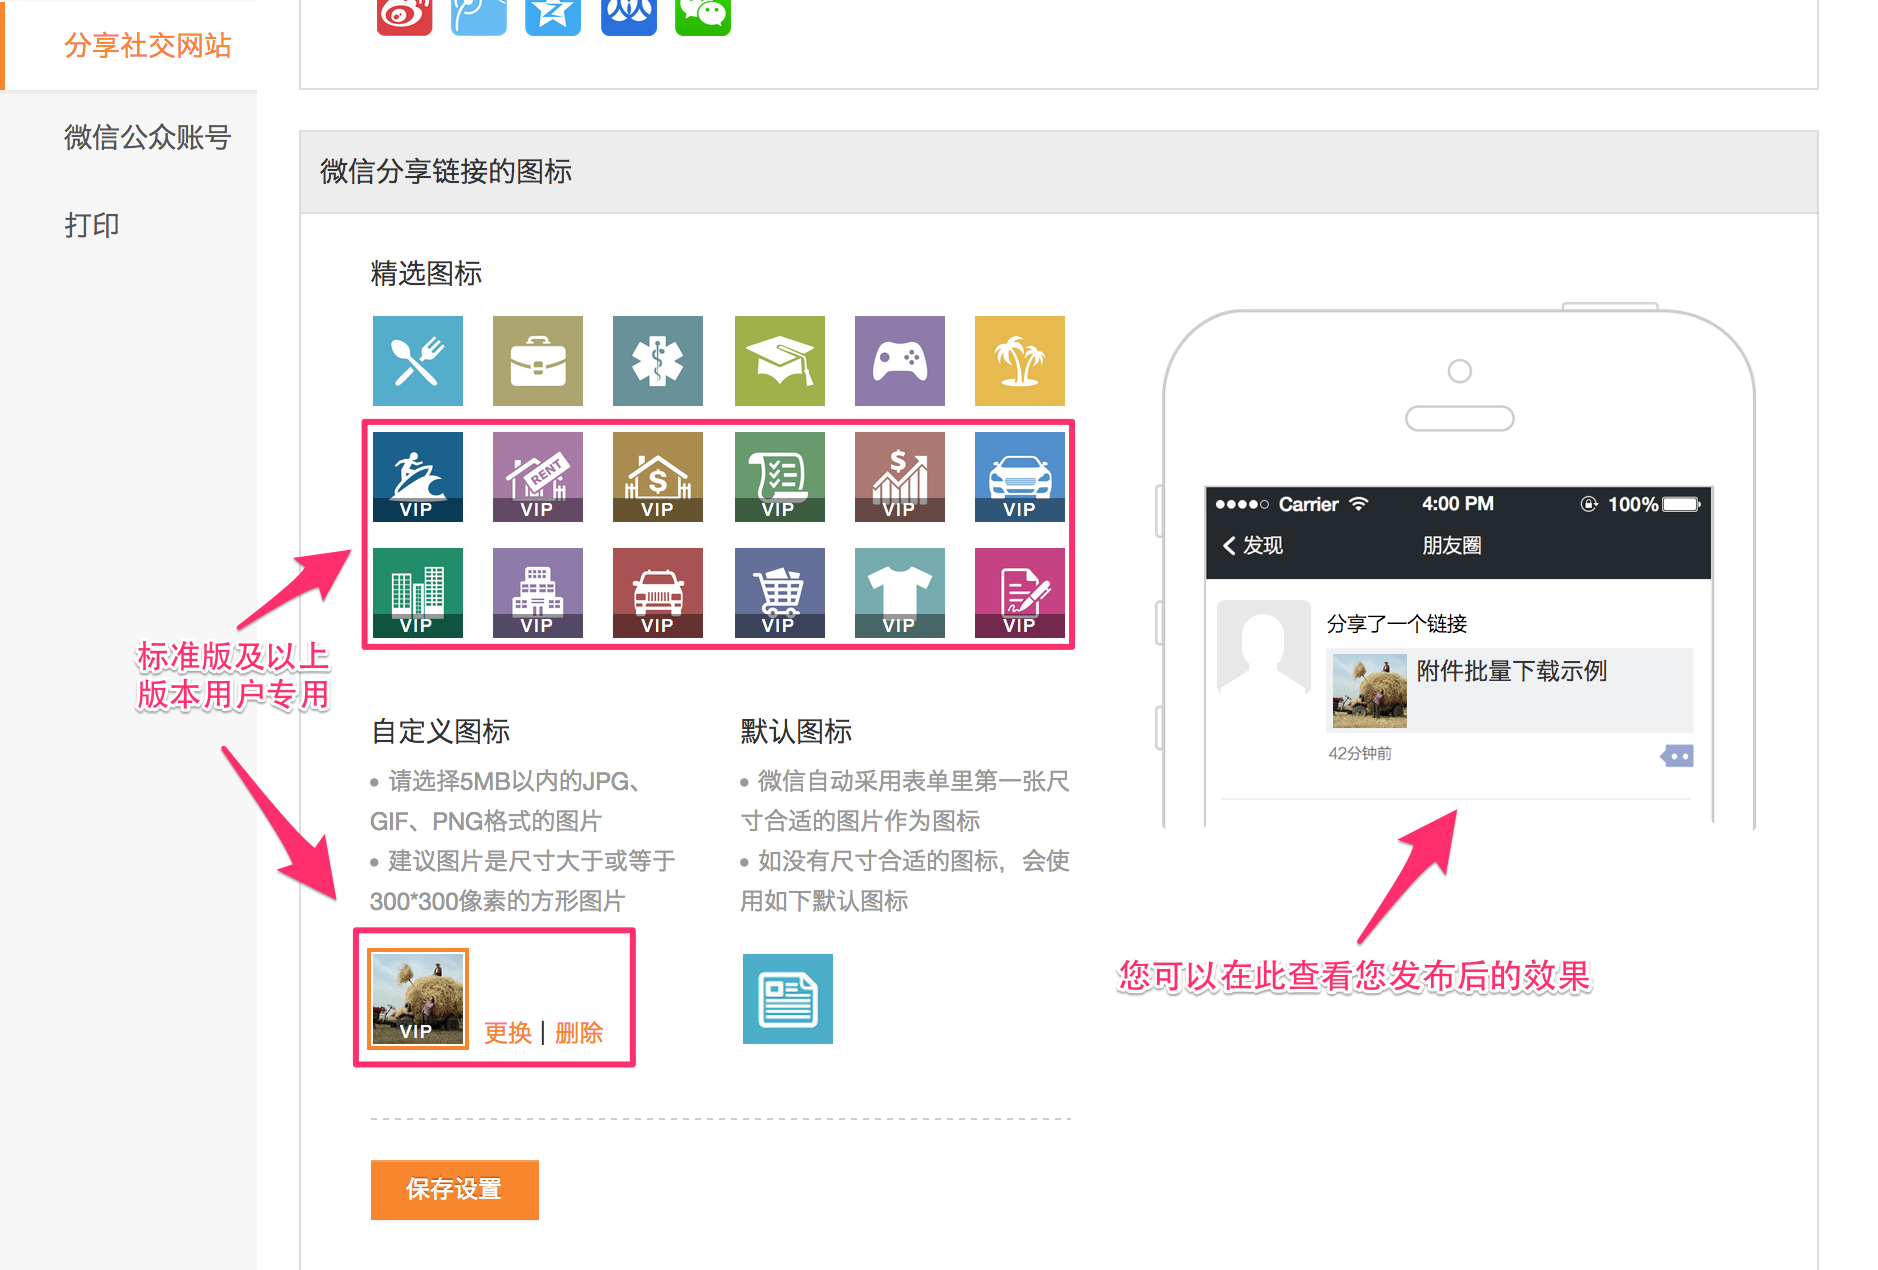 分享社交网站
微信公众账号
打印
微信分享链接的图标
精选图标
RENT
VIP VIP VIP VIP VIP VIP
VIP VIP VIP VIP VIP VIP
标准版及以上
版本用户专用
自定义图标
• 请选择5MB以内的JPG、
GIF、PNG格式的图片
• 建议图片是尺寸大于或等于
300*300像素的方形图片
VIP
更换 | 删除
默认图标
• 微信自动采用表单里第一张尺
寸合适的图片作为图标
• 如没有尺寸合适的图标，会使
用如下默认图标
保存设置
Carrier 4:00 PM 100%
发现 朋友圈
分享了一个链接
附件批量下载示例
42分钟前
您可以在此查看您发布后的效果